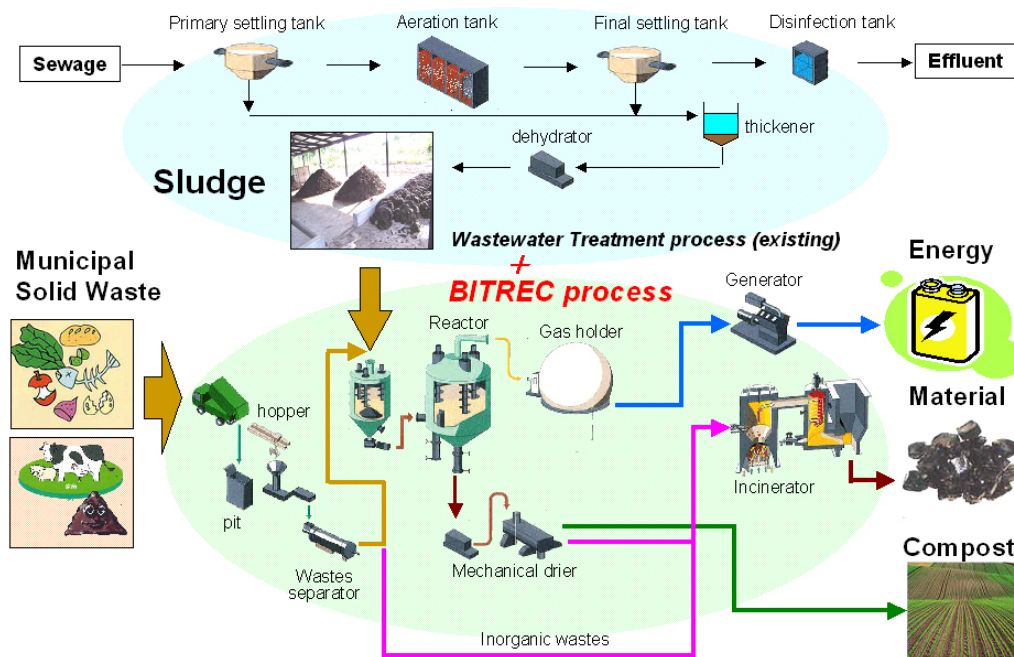 Primary settling tank
Aeration tank
Final settling tank
Disinfection tank
Sewage
Effluent
thickener
dehydrator
Sludge
Wastewater Treatment process (existing)
+
BITREC process
Municipal
Solid Waste
Energy
Generator
Reactor
Gas holder
Material
hopper
Incinerator
pit
Compost
Mechanical drier
Wastes
separator
Inorganic wastes